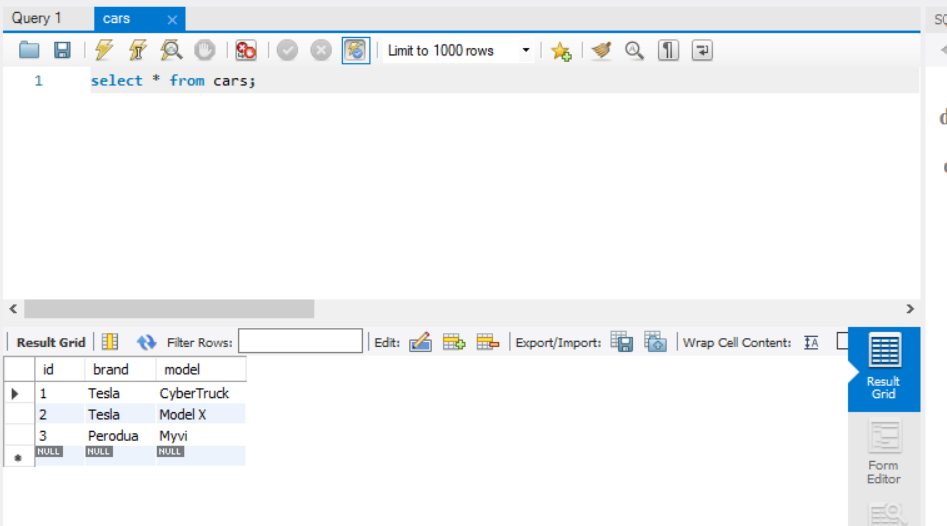 Query 1 cars
SQ
Limit to 1000 rows
1 select * from cars;
Result Grid Filter Rows: Edit: Export/Import: Wrap Cell Content: IA
id brand model
1 Tesla CyberTruck
2 Tesla Model X
3 Perodua Myvi
NULL NULL NULL
Result
Grid
Form
Editor